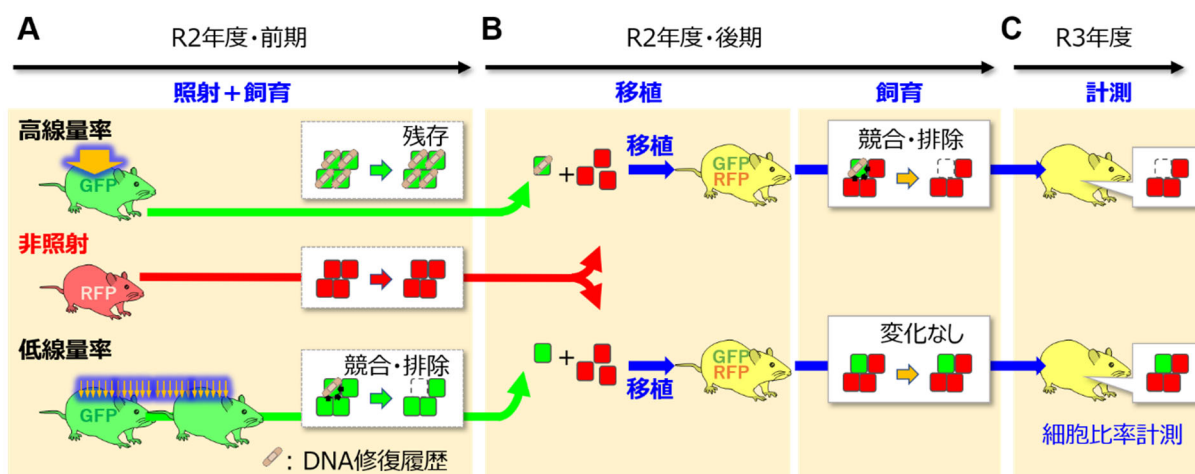 A
R2年度・前期
B
R2年度・後期
C
R3年度
照射+飼育
移植
飼育
計測
高線量率
残存
GFP
+
移植
GFP
RFP
競合・排除
非照射
RFP
低線量率
競合・排除
GFP
+
移植
GFP
RFP
変化なし
細胞比率計測
: DNA修復履歴